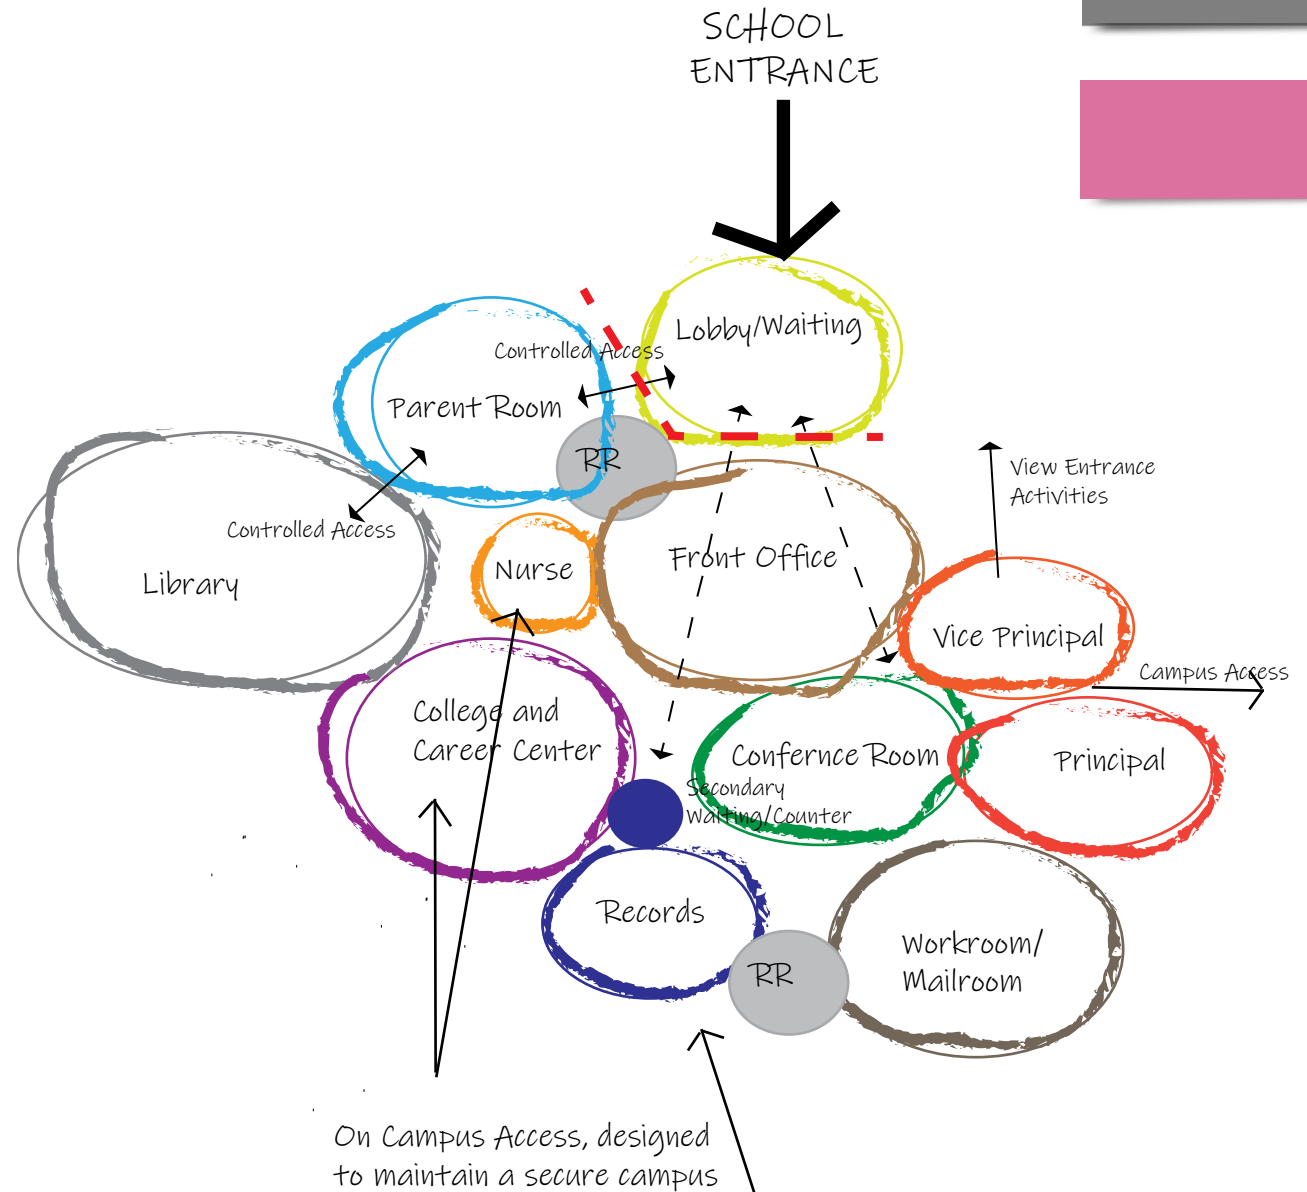 SCHOOL
ENTRANCE
Lobby/Waiting
Controlled Access
Parent Room
RR
View Entrance
Activities
Controlled Access
Front Office
Nurse
Library
Vice Principal
Campus Access
College and
Career Center
Confernce Room
Principal
Secondary
Waiting/Counter
Records
Workroom/
Mailroom
RR
On Campus Access, designed
to maintain a secure campus